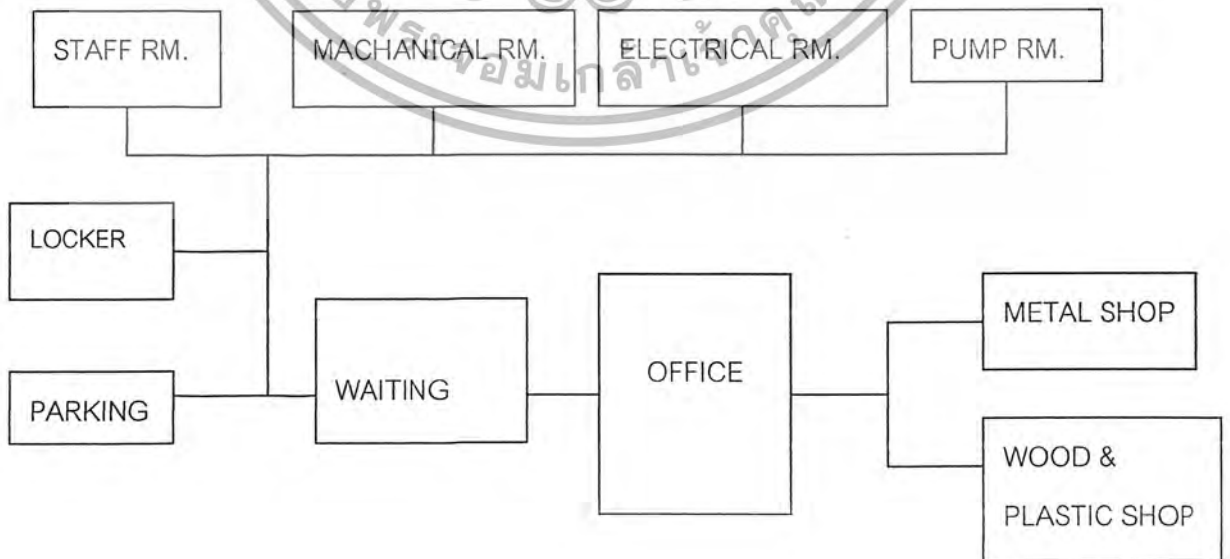 STAFF RM.
MACHANICAL RM.
ELECTRICAL RM.
PUMP RM.
LOCKER
PARKING
WAITING
OFFICE
METAL SHOP
WOOD &
PLASTIC SHOP